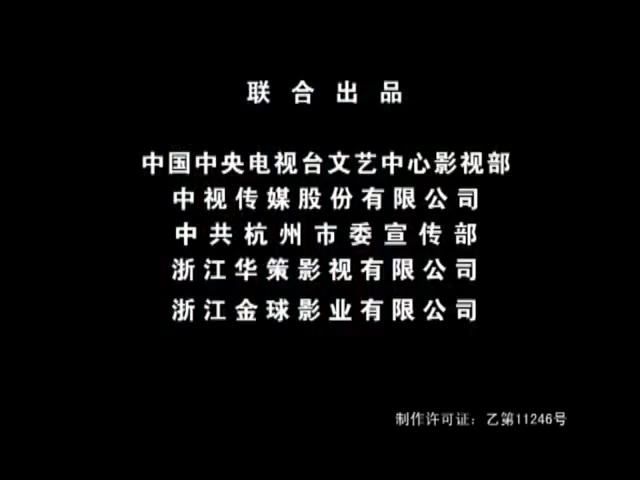 联合出品
中国中央电视台文艺中心影视部
中视传媒股份有限公司
中共杭州市委宣传部
浙江华策影视有限公司
浙江金球影业有限公司
制作许可证：乙第11246号